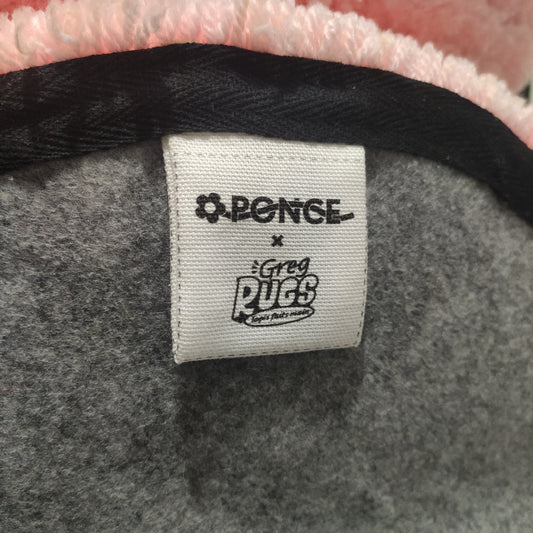 PONCE
×
Greg
RUGS
tapis faits main